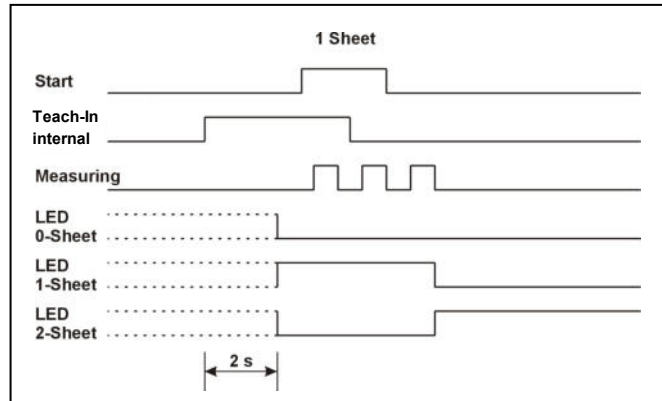 1 Sheet
Start
Teach-In
internal
Measuring
LED
0-Sheet
LED
1-Sheet
LED
2-Sheet
2 s